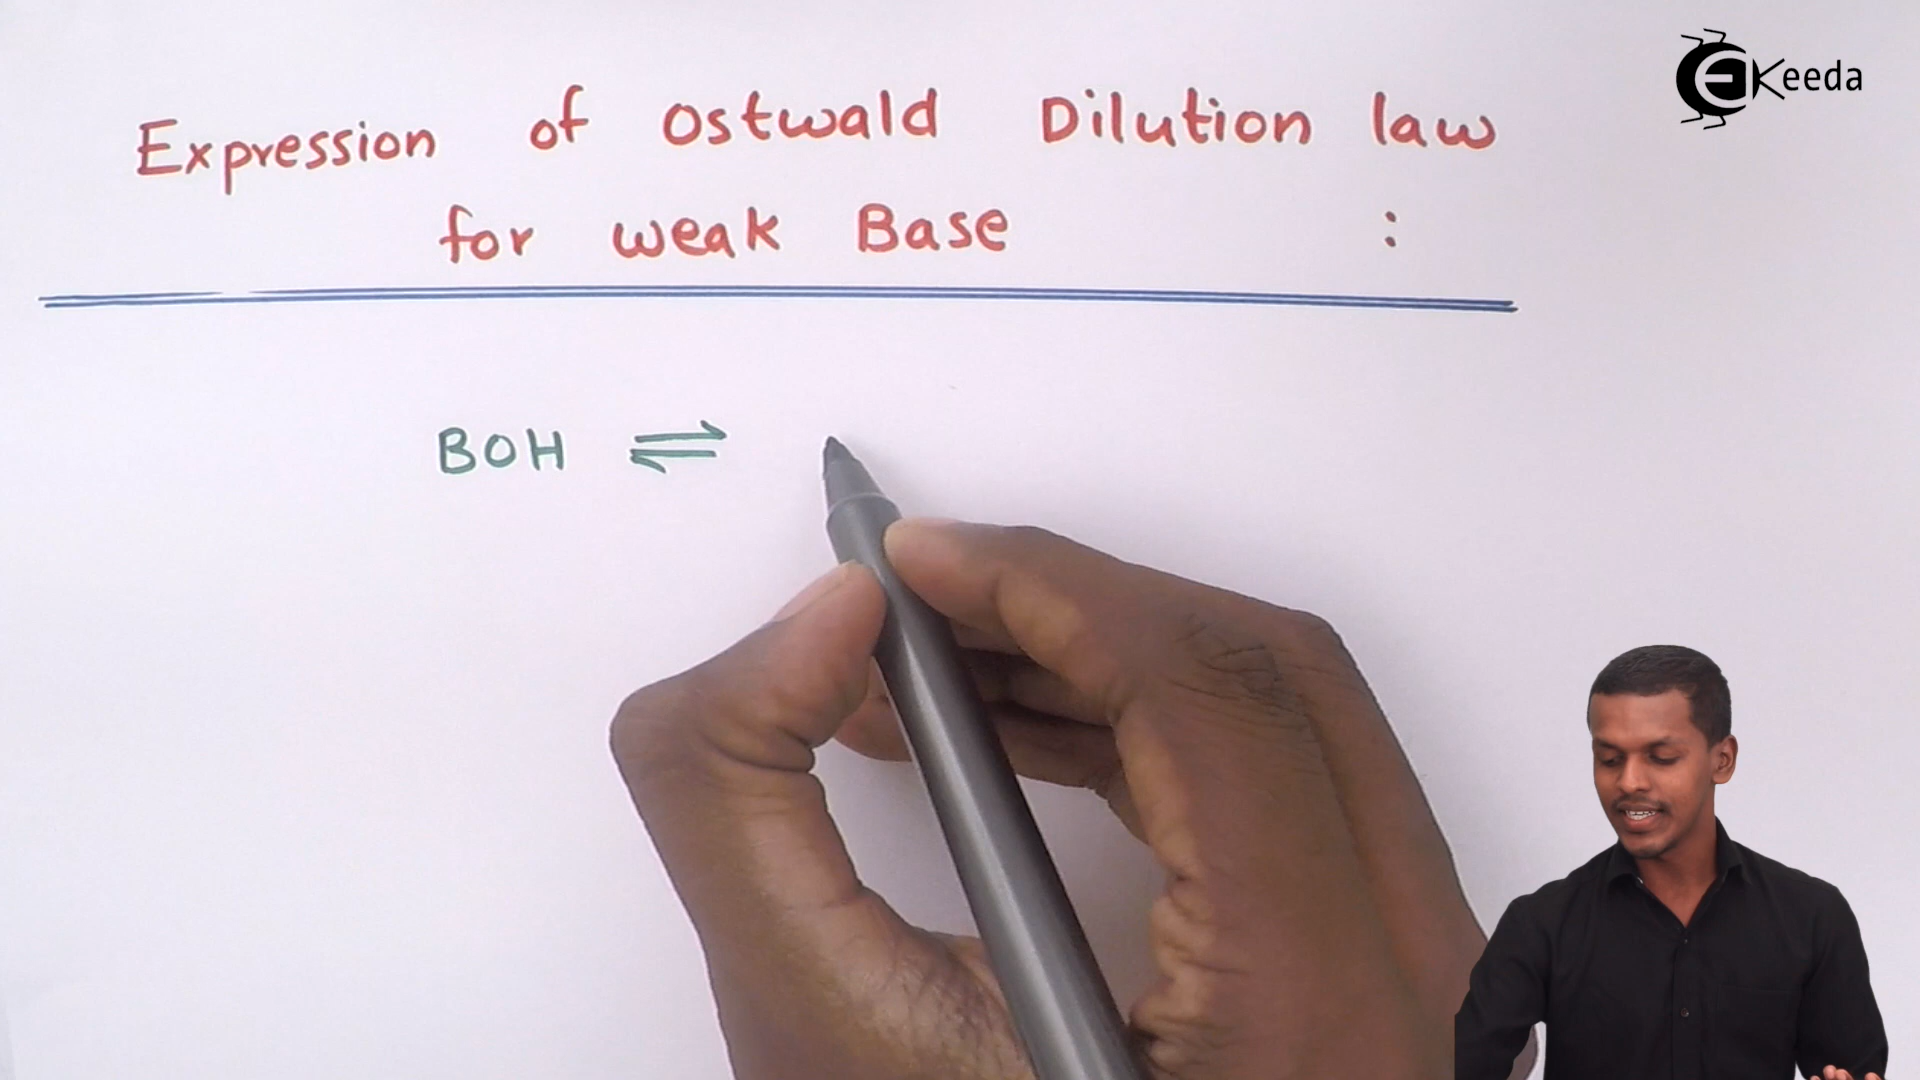 Keeda
Expression of Ostwald Dilution law
for weak Base :
BOH ⇌